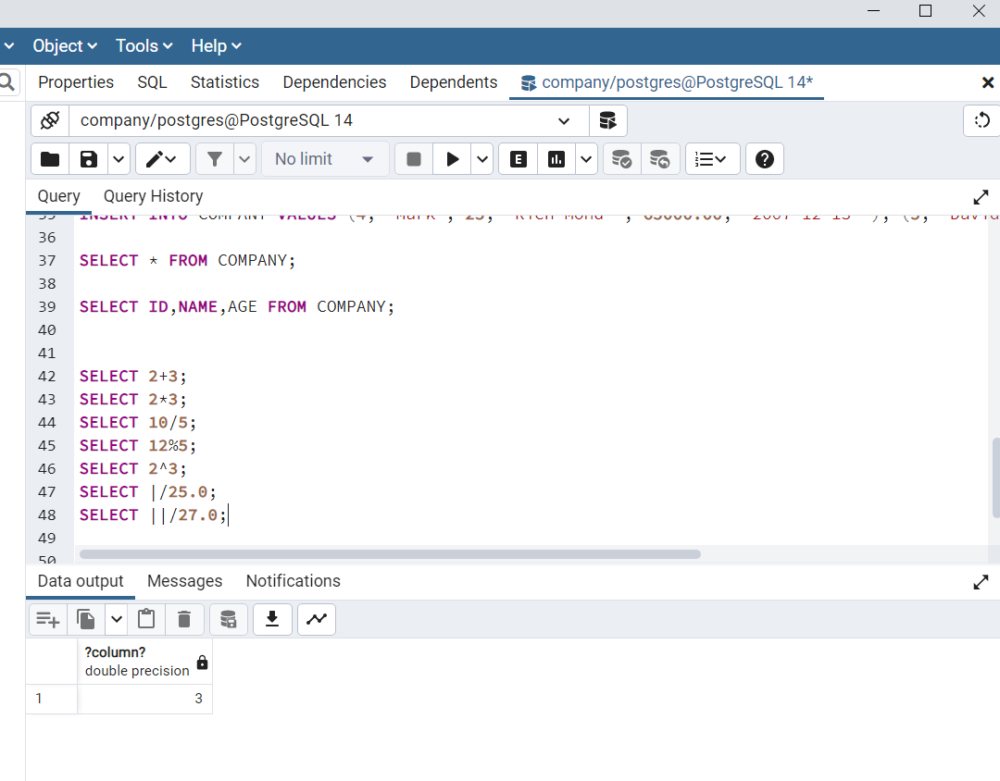 Object Tools Help
Properties SQL Statistics Dependencies Dependents company/postgres@PostgreSQL 14*
company/postgres@PostgreSQL 14
No limit E
Query Query History
INSERT INTO COMPANY VALUES (4, 'Mark', 25, 'Rich-Mond ', 65000.00, '2007-12-13' ), (5, 'David
36
37 SELECT * FROM COMPANY;
38
39 SELECT ID,NAME,AGE FROM COMPANY;
40
41
42 SELECT 2+3;
43 SELECT 2*3;
44 SELECT 10/5;
45 SELECT 12%5;
46 SELECT 2^3;
47 SELECT |/25.0;
48 SELECT ||/27.0;
49
50
Data output Messages Notifications
?column?
double precision
1 3